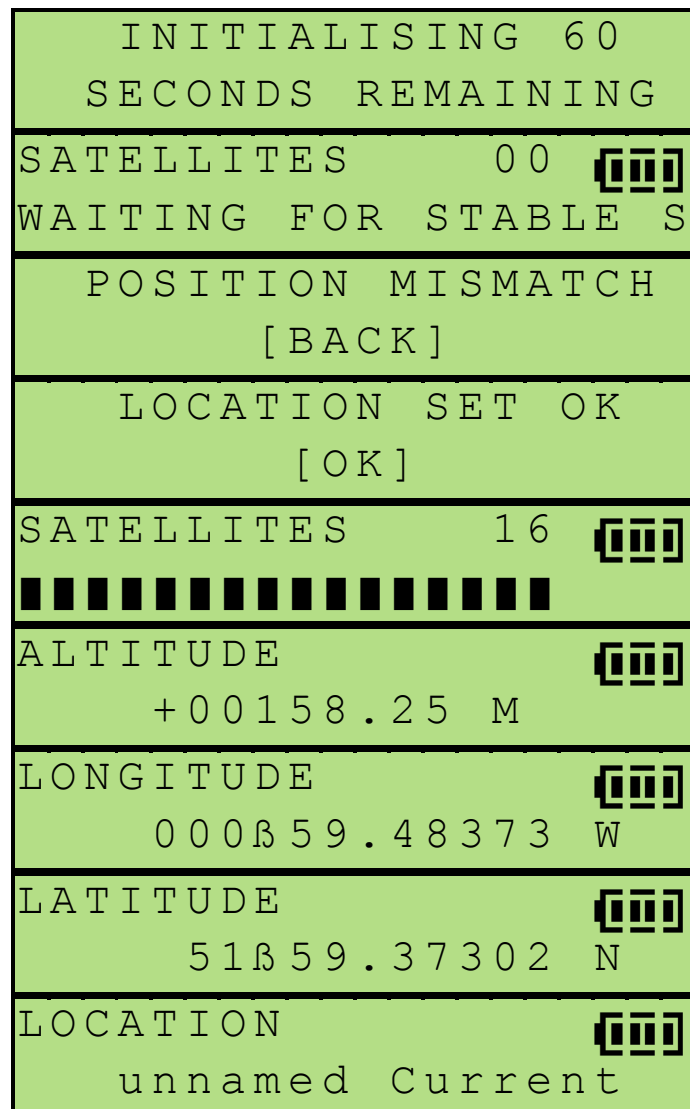 INITIALISING 60
SECONDS REMAINING
SATELLITES 00
WAITING FOR STABLE S
POSITION MISMATCH
[BACK]
LOCATION SET OK
[OK]
SATELLITES 16
ALTITUDE
+00158.25 M
LONGITUDE
000ß59.48373 W
LATITUDE
51ß59.37302 N
LOCATION
unnamed Current